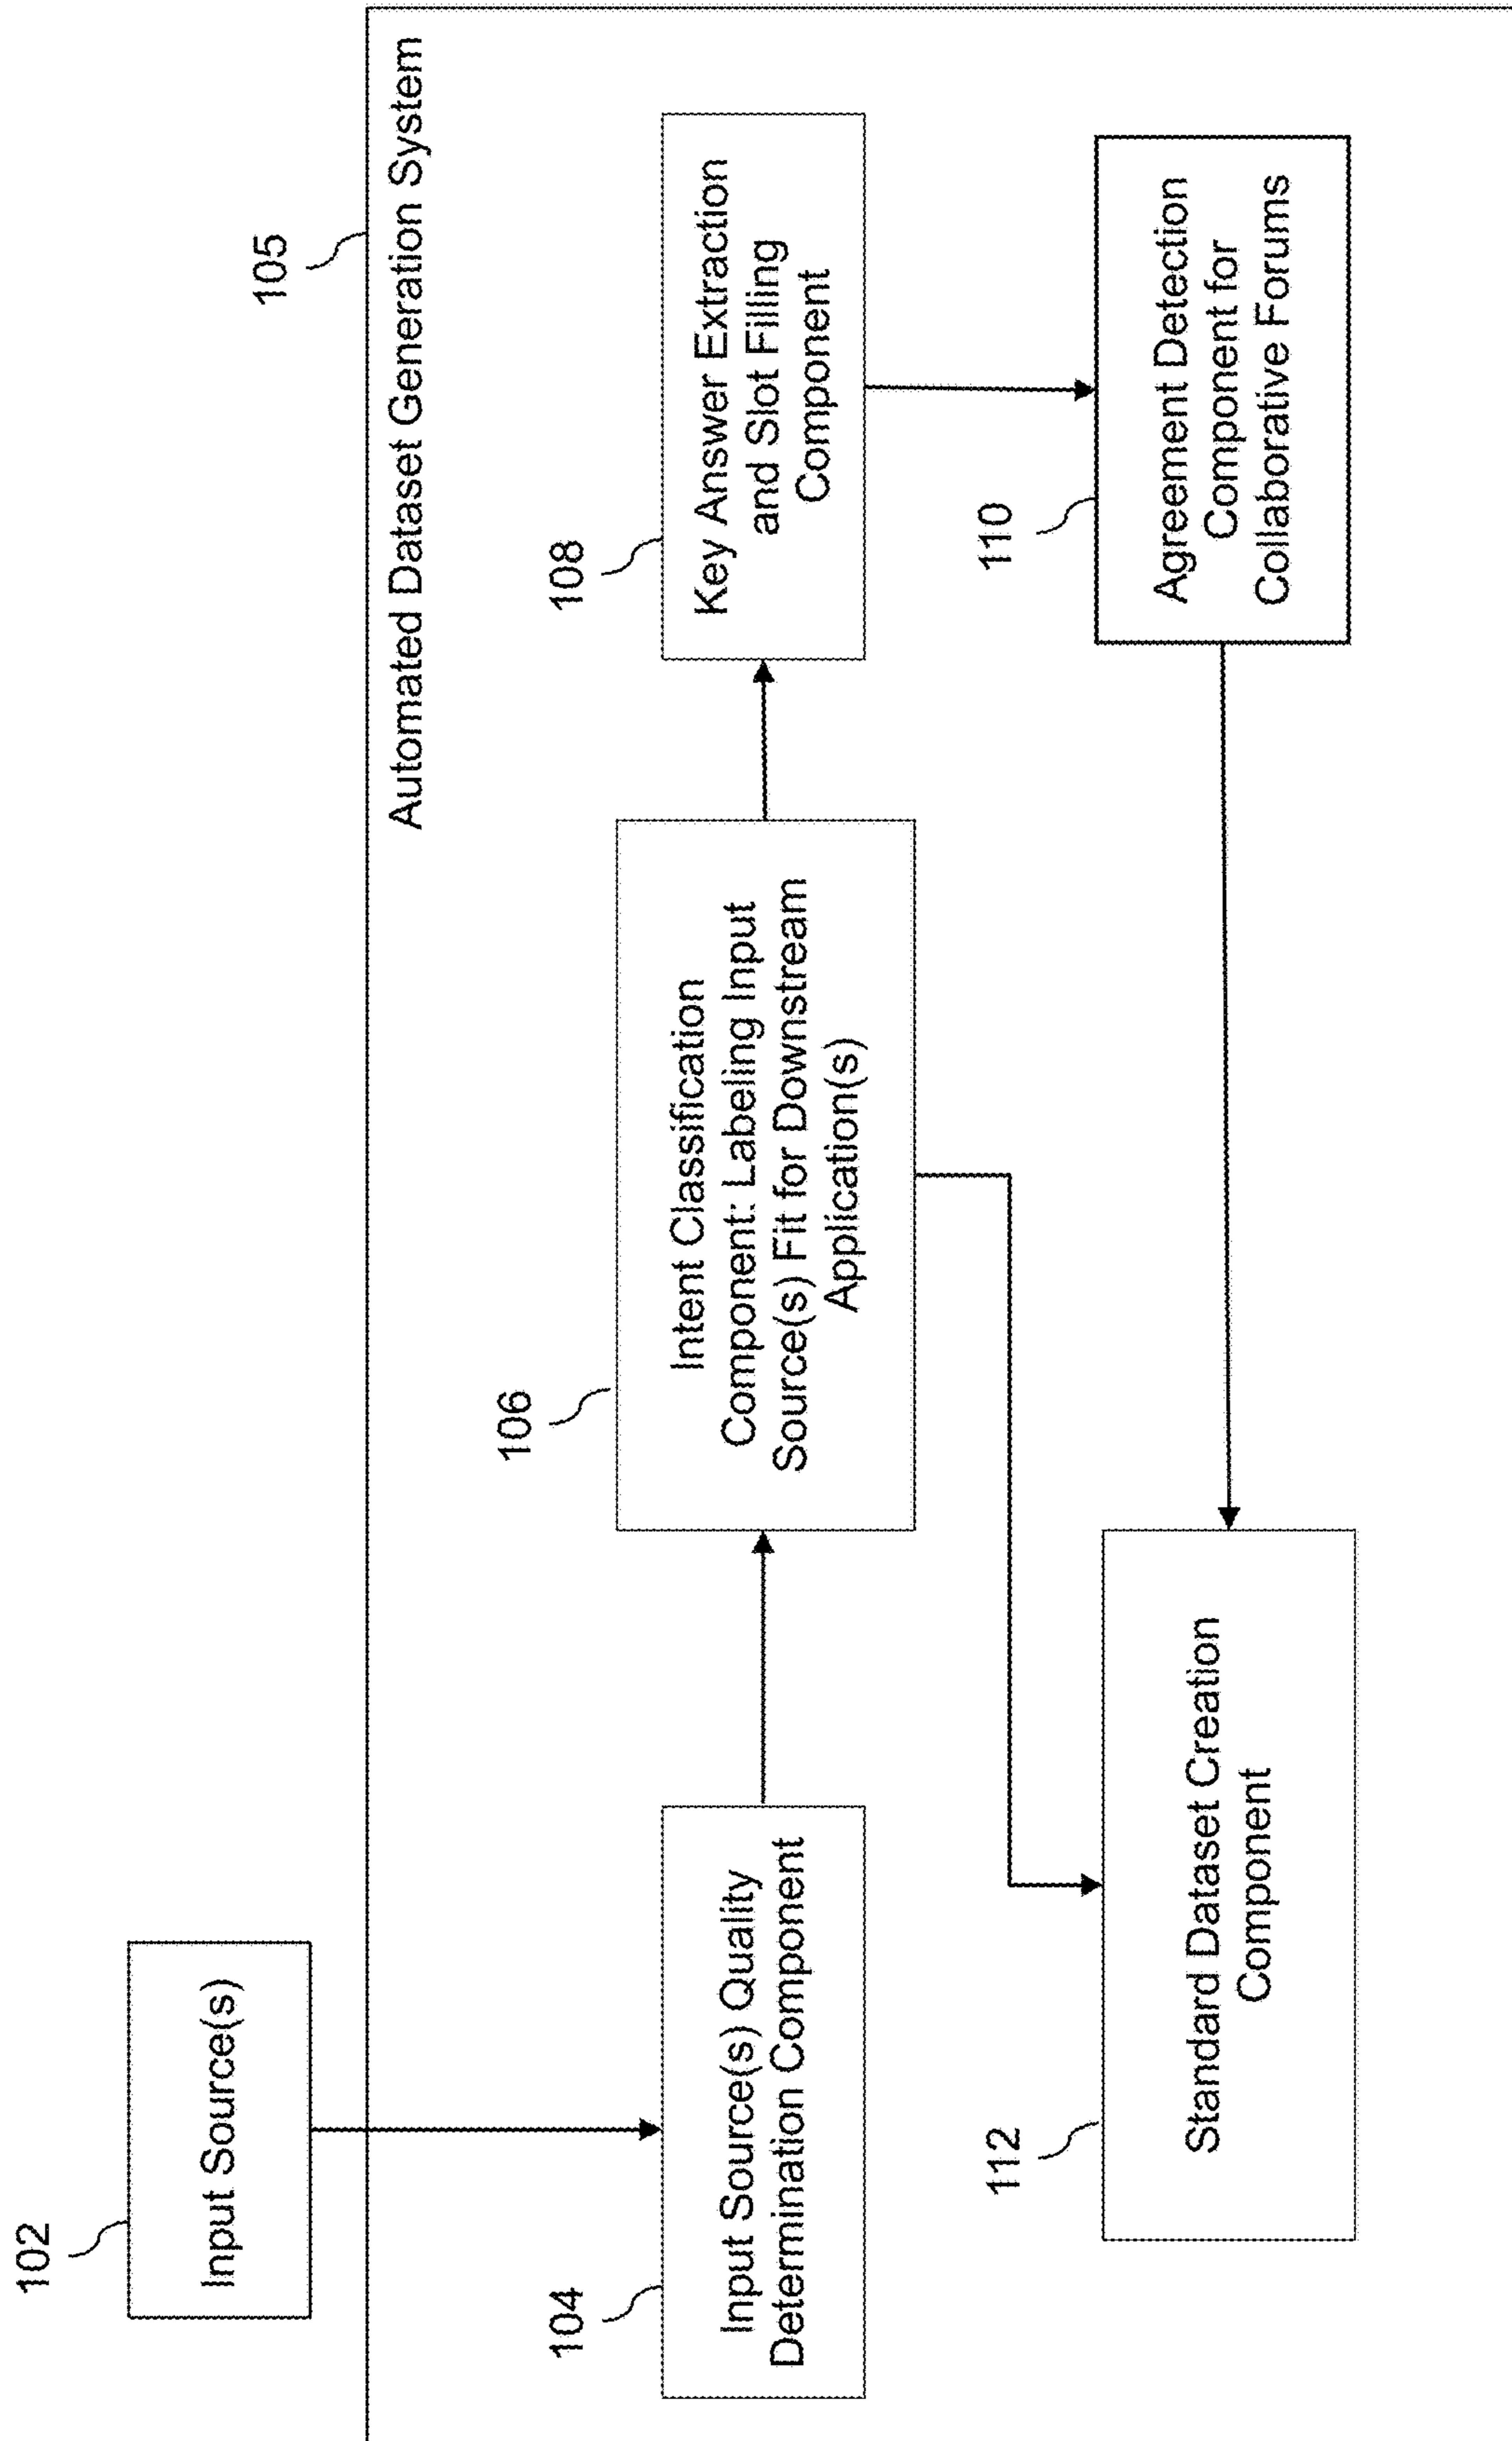 102
Input Source(s)
105
Automated Dataset Generation System
104
Input Source(s) Quality
Determination Component
106
Intent Classification
Component: Labeling Input
Source(s) Fit for Downstream
Application(s)
108
Key Answer Extraction
and Slot Filling
Component
112
Standard Dataset Creation
Component
110
Agreement Detection
Component for
Collaborative Forums